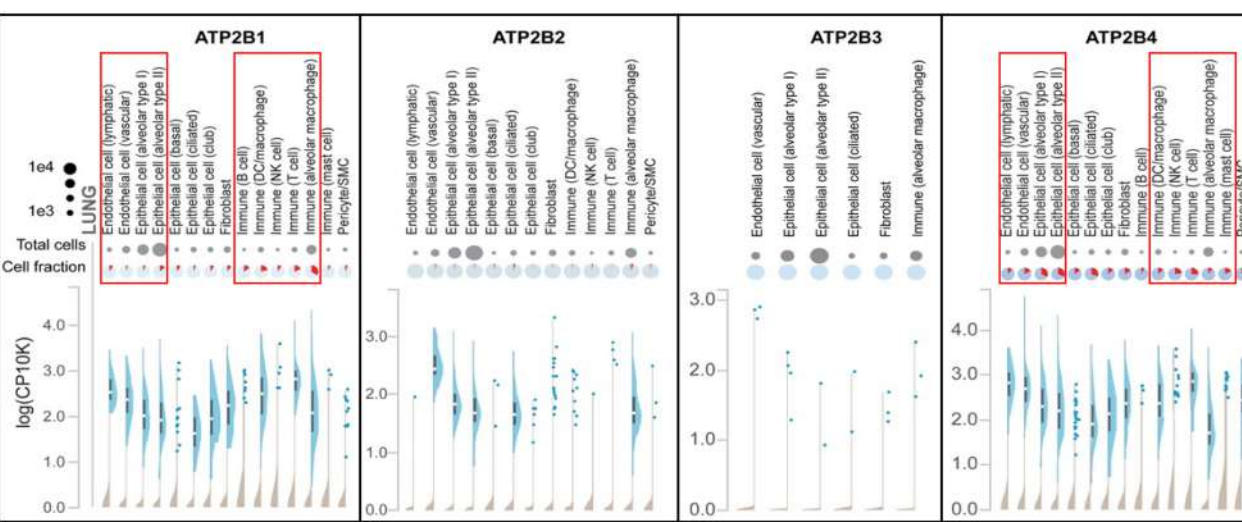 ATP2B1
ATP2B2
ATP2B3
ATP2B4
LUNG
1e4
1e3
Total cells
Cell fraction
log(CP10K)
Endothelial cell (lymphatic)
Endothelial cell (vascular)
Epithelial cell (alveolar type I)
Epithelial cell (alveolar type II)
Epithelial cell (basal)
Epithelial cell (ciliated)
Epithelial cell (club)
Fibroblast
Immune (B cell)
Immune (DC/macrophage)
Immune (NK cell)
Immune (T cell)
Immune (alveolar macrophage)
Immune (mast cell)
Pericyte/SMC
4.0
3.0
2.0
1.0
0.0
Endothelial cell (lymphatic)
Endothelial cell (vascular)
Epithelial cell (alveolar type I)
Epithelial cell (alveolar type II)
Epithelial cell (basal)
Epithelial cell (ciliated)
Epithelial cell (club)
Fibroblast
Immune (DC/macrophage)
Immune (NK cell)
Immune (T cell)
Immune (alveolar macrophage)
Pericyte/SMC
3.0
2.0
1.0
0.0
Endothelial cell (vascular)
Epithelial cell (alveolar type I)
Epithelial cell (alveolar type II)
Epithelial cell (ciliated)
Fibroblast
Immune (alveolar macrophage)
3.0
2.0
1.0
0.0
Endothelial cell (lymphatic)
Endothelial cell (vascular)
Epithelial cell (alveolar type I)
Epithelial cell (alveolar type II)
Epithelial cell (basal)
Epithelial cell (ciliated)
Epithelial cell (club)
Fibroblast
Immune (B cell)
Immune (DC/macrophage)
Immune (NK cell)
Immune (T cell)
Immune (alveolar macrophage)
Immune (mast cell)
4.0
3.0
2.0
1.0
0.0